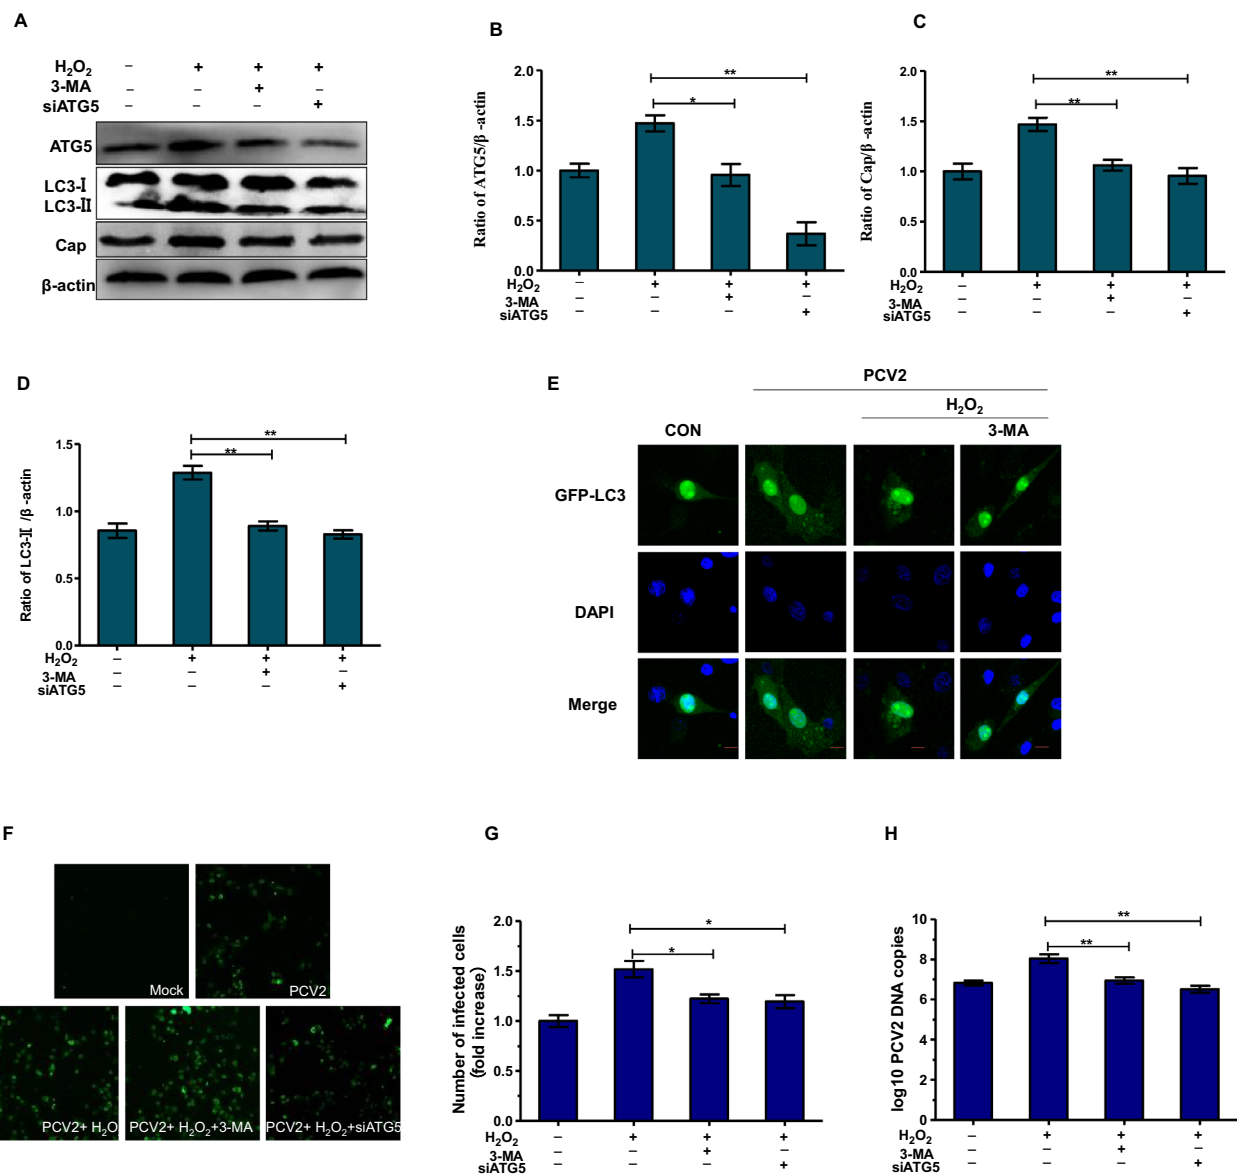 A
H₂O₂ – + + +
3-MA – – + –
siATG5 – – – +
ATG5
LC3-Ⅰ
LC3-Ⅱ
Cap
β-actin
B
Ratio of ATG5/β -actin
2.0
1.5
1.0
0.5
0.0
**
*
H₂O₂ – + + +
3-MA – – + –
siATG5 – – – +
C
Ratio of Cap/β -actin
2.0
1.5
1.0
0.5
0.0
**
**
H₂O₂ – + + +
3-MA – – + –
siATG5 – – – +
D
Ratio of LC3-Ⅱ /β -actin
1.5
1.0
0.5
0.0
**
**
H₂O₂ – + + +
3-MA – – + –
siATG5 – – – +
E
PCV2
H₂O₂
CON 3-MA
GFP-LC3
DAPI
Merge
F
Mock
PCV2
PCV2+ H₂O
PCV2+ H₂O₂+3-MA
PCV2+ H₂O₂+siATG5
G
Number of infected cells
(fold increase)
2.0
1.5
1.0
0.5
0.0
*
*
H₂O₂ – + + +
3-MA – – + –
siATG5 – – – +
H
log10 PCV2 DNA copies
10
8
6
4
2
0
**
**
H₂O₂ – + + +
3-MA – – + –
siATG5 – – – +